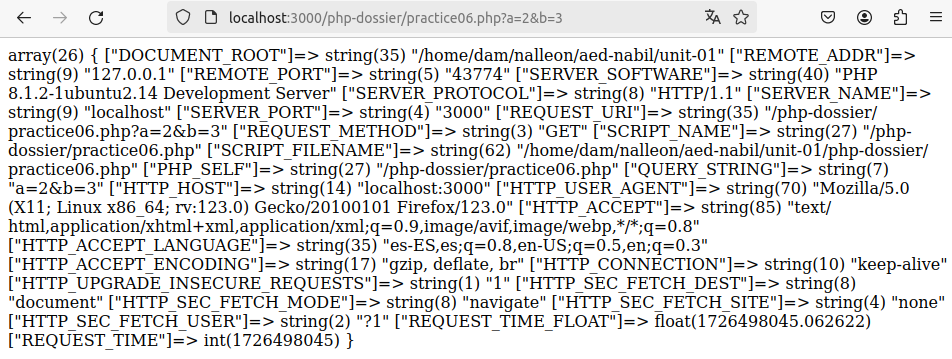 localhost:3000/php-dossier/practice06.php?a=2&b=3
array(26) { ["DOCUMENT_ROOT"]=> string(35) "/home/dam/nalleon/aed-nabil/unit-01" ["REMOTE_ADDR"]=>
string(9) "127.0.0.1" ["REMOTE_PORT"]=> string(5) "43774" ["SERVER_SOFTWARE"]=> string(40) "PHP
8.1.2-1ubuntu2.14 Development Server" ["SERVER_PROTOCOL"]=> string(8) "HTTP/1.1" ["SERVER_NAME"]=>
string(9) "localhost" ["SERVER_PORT"]=> string(4) "3000" ["REQUEST_URI"]=> string(35) "/php-dossier/
practice06.php?a=2&b=3" ["REQUEST_METHOD"]=> string(3) "GET" ["SCRIPT_NAME"]=> string(27) "/php-
dossier/practice06.php" ["SCRIPT_FILENAME"]=> string(62) "/home/dam/nalleon/aed-nabil/unit-01/php-dossier/
practice06.php" ["PHP_SELF"]=> string(27) "/php-dossier/practice06.php" ["QUERY_STRING"]=> string(7)
"a=2&b=3" ["HTTP_HOST"]=> string(14) "localhost:3000" ["HTTP_USER_AGENT"]=> string(70) "Mozilla/5.0
(X11; Linux x86_64; rv:123.0) Gecko/20100101 Firefox/123.0" ["HTTP_ACCEPT"]=> string(85) "text/
html,application/xhtml+xml,application/xml;q=0.9,image/avif,image/webp,*/*;q=0.8"
["HTTP_ACCEPT_LANGUAGE"]=> string(35) "es-ES,es;q=0.8,en-US;q=0.5,en;q=0.3"
["HTTP_ACCEPT_ENCODING"]=> string(17) "gzip, deflate, br" ["HTTP_CONNECTION"]=> string(10) "keep-alive"
["HTTP_UPGRADE_INSECURE_REQUESTS"]=> string(1) "1" ["HTTP_SEC_FETCH_DEST"]=> string(8)
"document" ["HTTP_SEC_FETCH_MODE"]=> string(8) "navigate" ["HTTP_SEC_FETCH_SITE"]=> string(4) "none"
["HTTP_SEC_FETCH_USER"]=> string(2) "?1" ["REQUEST_TIME_FLOAT"]=> float(1726498045.062622)
["REQUEST_TIME"]=> int(1726498045) }